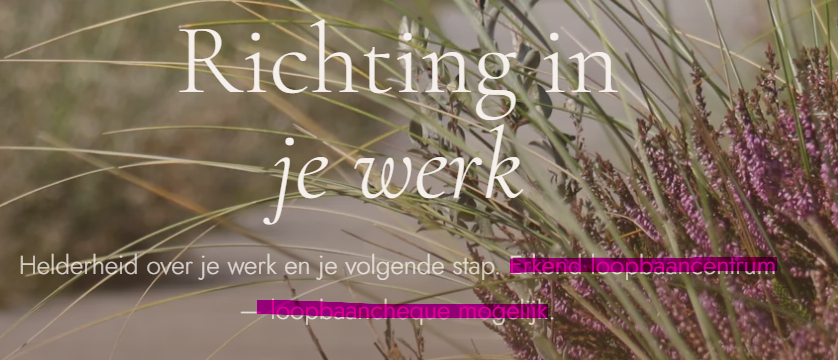 Richting in
je werk
Helderheid over je werk en je volgende stap. Erkend loopbaancentrum
— loopbaancheque mogelijk